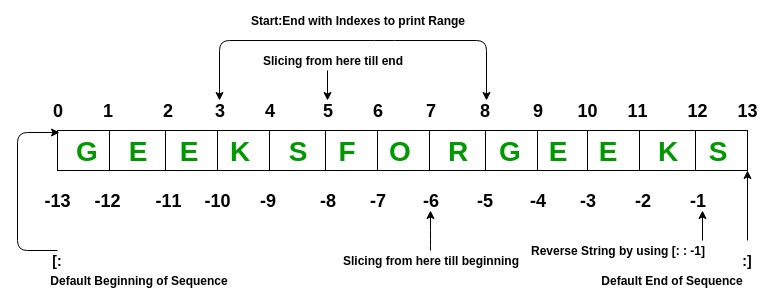 Start:End with Indexes to print Range
Slicing from here till end
0 1 2 3 4 5 6 7 8 9 10 11 12 13
G E E K S F O R G E E K S
-13 -12 -11 -10 -9 -8 -7 -6 -5 -4 -3 -2 -1
Reverse String by using [: : -1]
[: Slicing from here till beginning :]
Default Beginning of Sequence Default End of Sequence